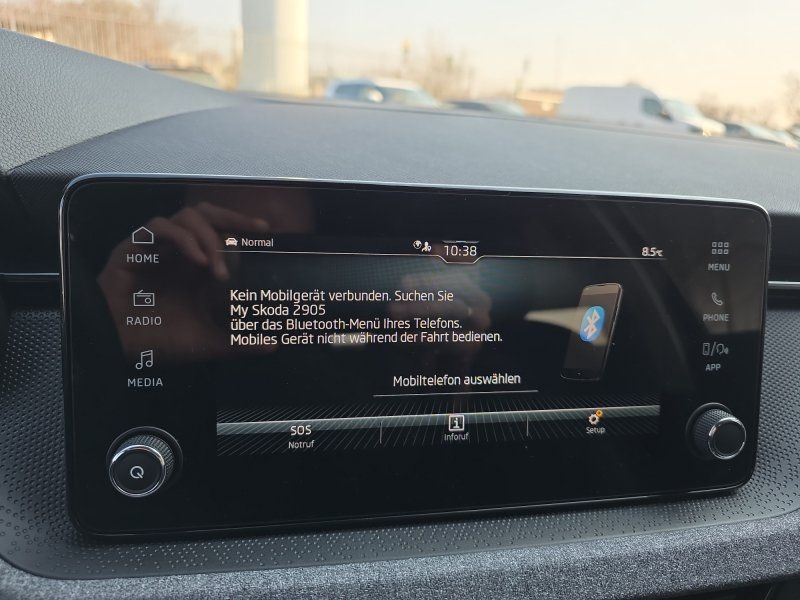 Normal
10:38
8.5°C
HOME
RADIO
MEDIA
Kein Mobilgerät verbunden. Suchen Sie
My Skoda 2905
über das Bluetooth-Menü Ihres Telefons.
Mobiles Gerät nicht während der Fahrt bedienen.
Mobiltelefon auswählen
SOS
Notruf
i
Inforuf
Setup
MENU
PHONE
APP